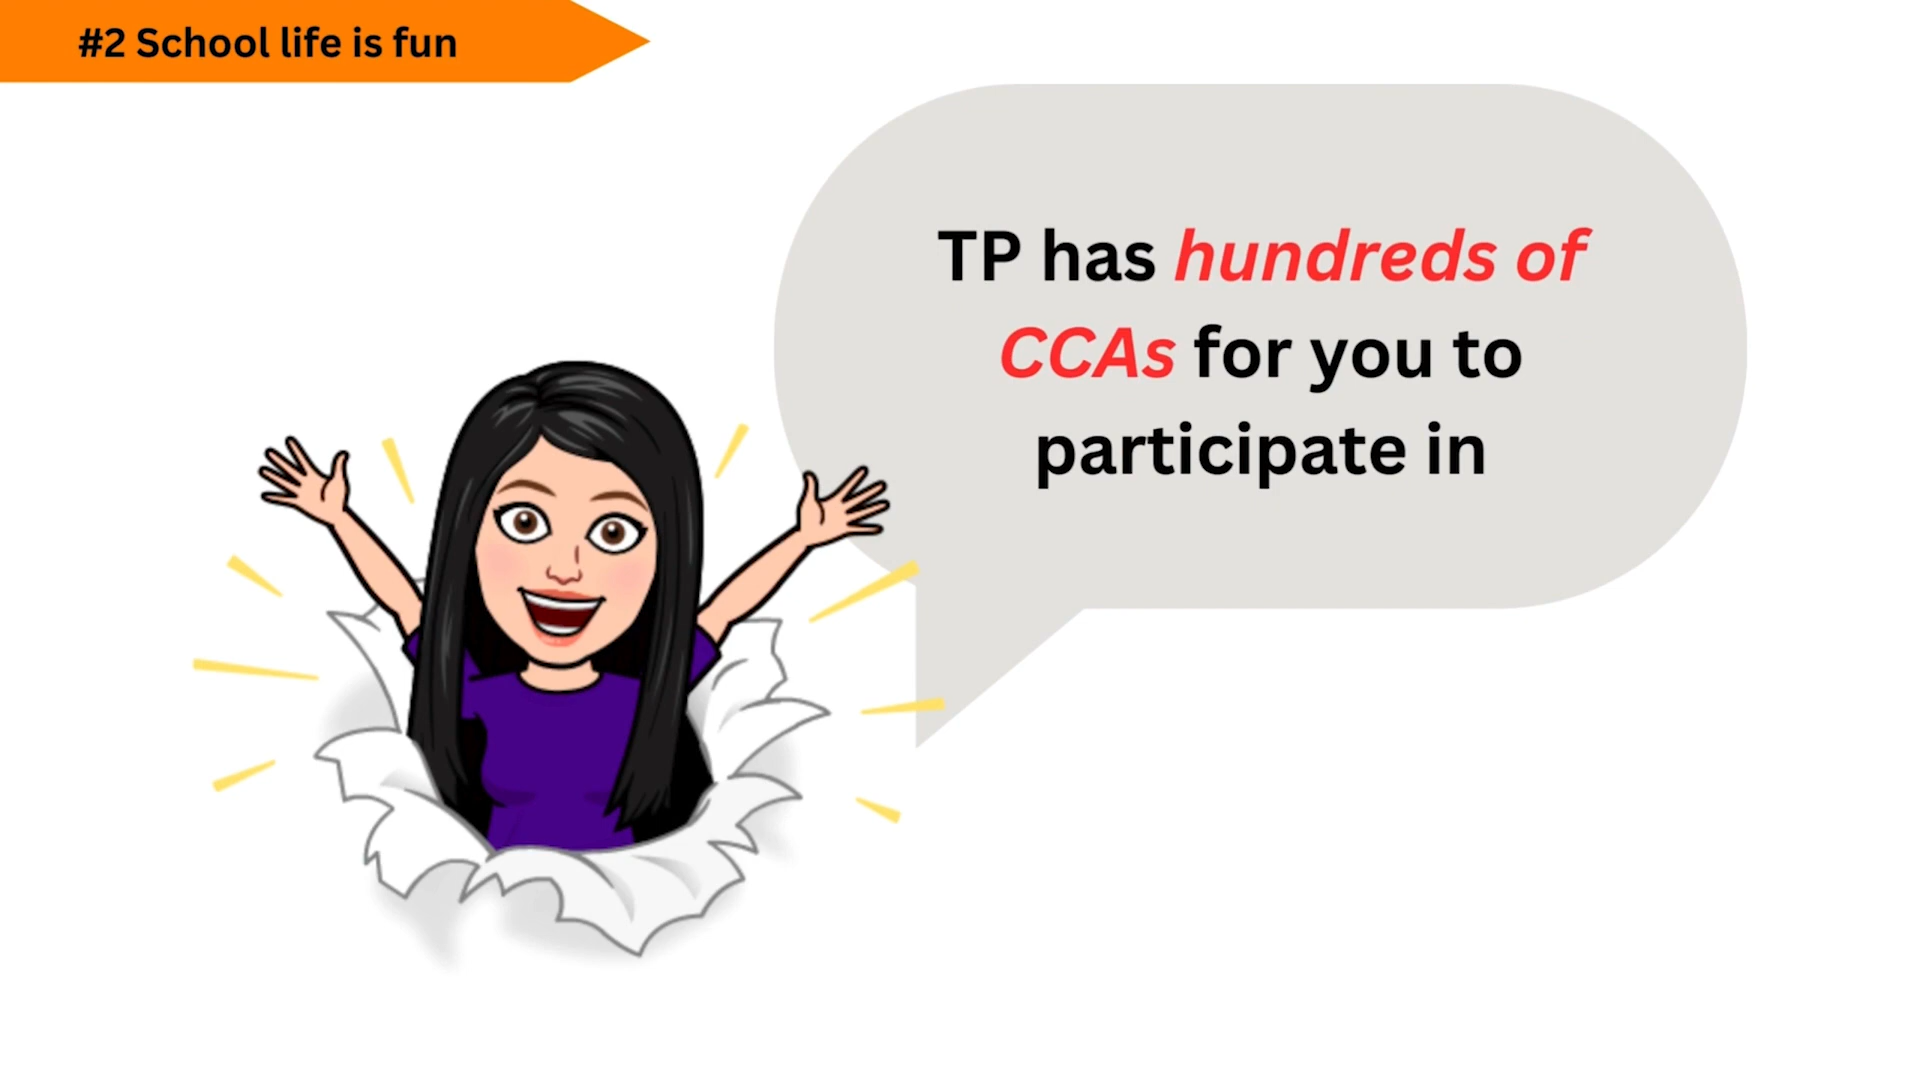 #2 School life is fun
TP has hundreds of
CCAs for you to
participate in